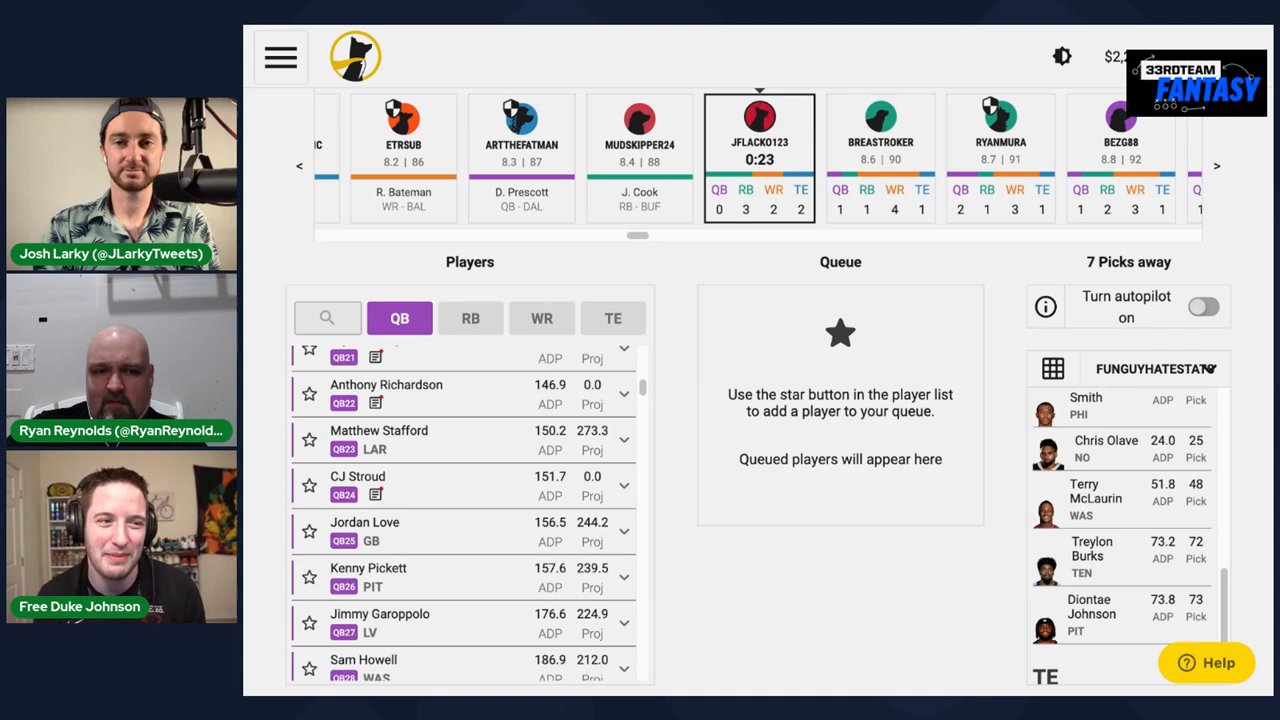 Josh Larky (@JLarkyTweets)
Ryan Reynolds (@RyanReynold...
Free Duke Johnson
33RDTEAM
FANTASY
<
ETRSUB
8.2 | 86
R. Bateman
WR - BAL
ARTTHEFATMAN
8.3 | 87
D. Prescott
QB - DAL
MUDSKIPPER24
8.4 | 88
J. Cook
RB - BUF
JFLACKO123
0:23
QB RB WR TE
0 3 2 2
BREASTROKER
8.6 | 90
QB RB WR TE
1 1 4 1
RYANMURA
8.7 | 91
QB RB WR TE
2 1 3 1
BEZG88
8.8 | 92
QB RB WR TE
1 2 3 1
>
Players
QB RB WR TE
QB21
ADP Proj
Anthony Richardson 146.9 0.0
QB22 ADP Proj
Matthew Stafford 150.2 273.3
QB23 LAR ADP Proj
CJ Stroud 151.7 0.0
QB24 ADP Proj
Jordan Love 156.5 244.2
QB25 GB ADP Proj
Kenny Pickett 157.6 239.5
QB26 PIT ADP Proj
Jimmy Garoppolo 176.6 224.9
QB27 LV ADP Proj
Sam Howell 186.9 212.0
QB28 WAS ADP Proj
Queue
Use the star button in the player list
to add a player to your queue.
Queued players will appear here
7 Picks away
Turn autopilot
on
Smith
PHI ADP Pick
Chris Olave 24.0 25
NO ADP Pick
Terry
McLaurin 51.8 48
WAS ADP Pick
Treylon
Burks 73.2 72
TEN ADP Pick
Diontae
Johnson 73.8 73
PIT ADP Pick
TE
Help